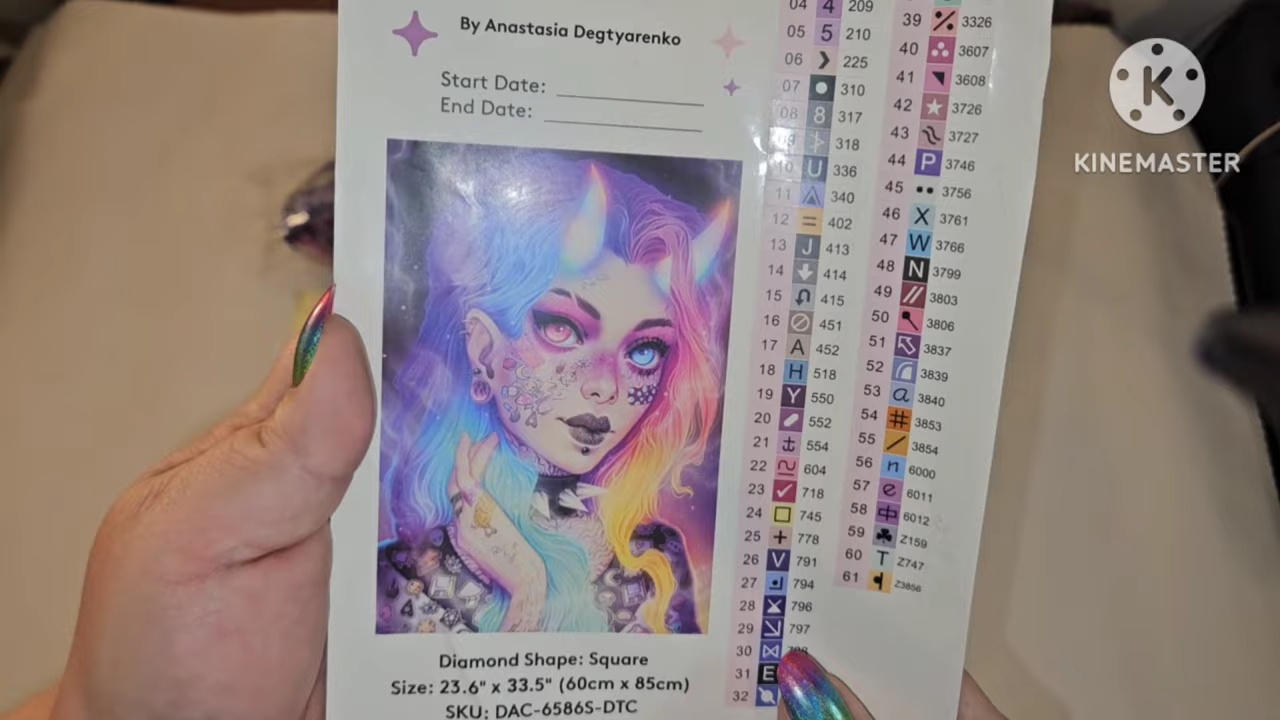 By Anastasia Degtyarenko
Start Date:
End Date:
Diamond Shape: Square
Size: 23.6" x 33.5" (60cm x 85cm)
SKU: DAC-6586S-DTC
04 4 209
05 5 210
06 225
07 310
08 8 317
09 318
10 U 336
11 340
12 = 402
13 J 413
14 414
15 415
16 451
17 A 452
18 H 518
19 Y 550
20 552
21 554
22 604
23 718
24 745
25 + 778
26 V 791
27 794
28 796
29 797
30
31 E
32
39 3326
40 3607
41 3608
42 3726
43 3727
44 P 3746
45 3756
46 X 3761
47 W 3766
48 N 3799
49 // 3803
50 3806
51 3837
52 3839
53 a 3840
54 # 3853
55 / 3854
56 n 6000
57 e 6011
58 6012
59 Z159
60 T Z747
61 Z3856
K
KINEMASTER